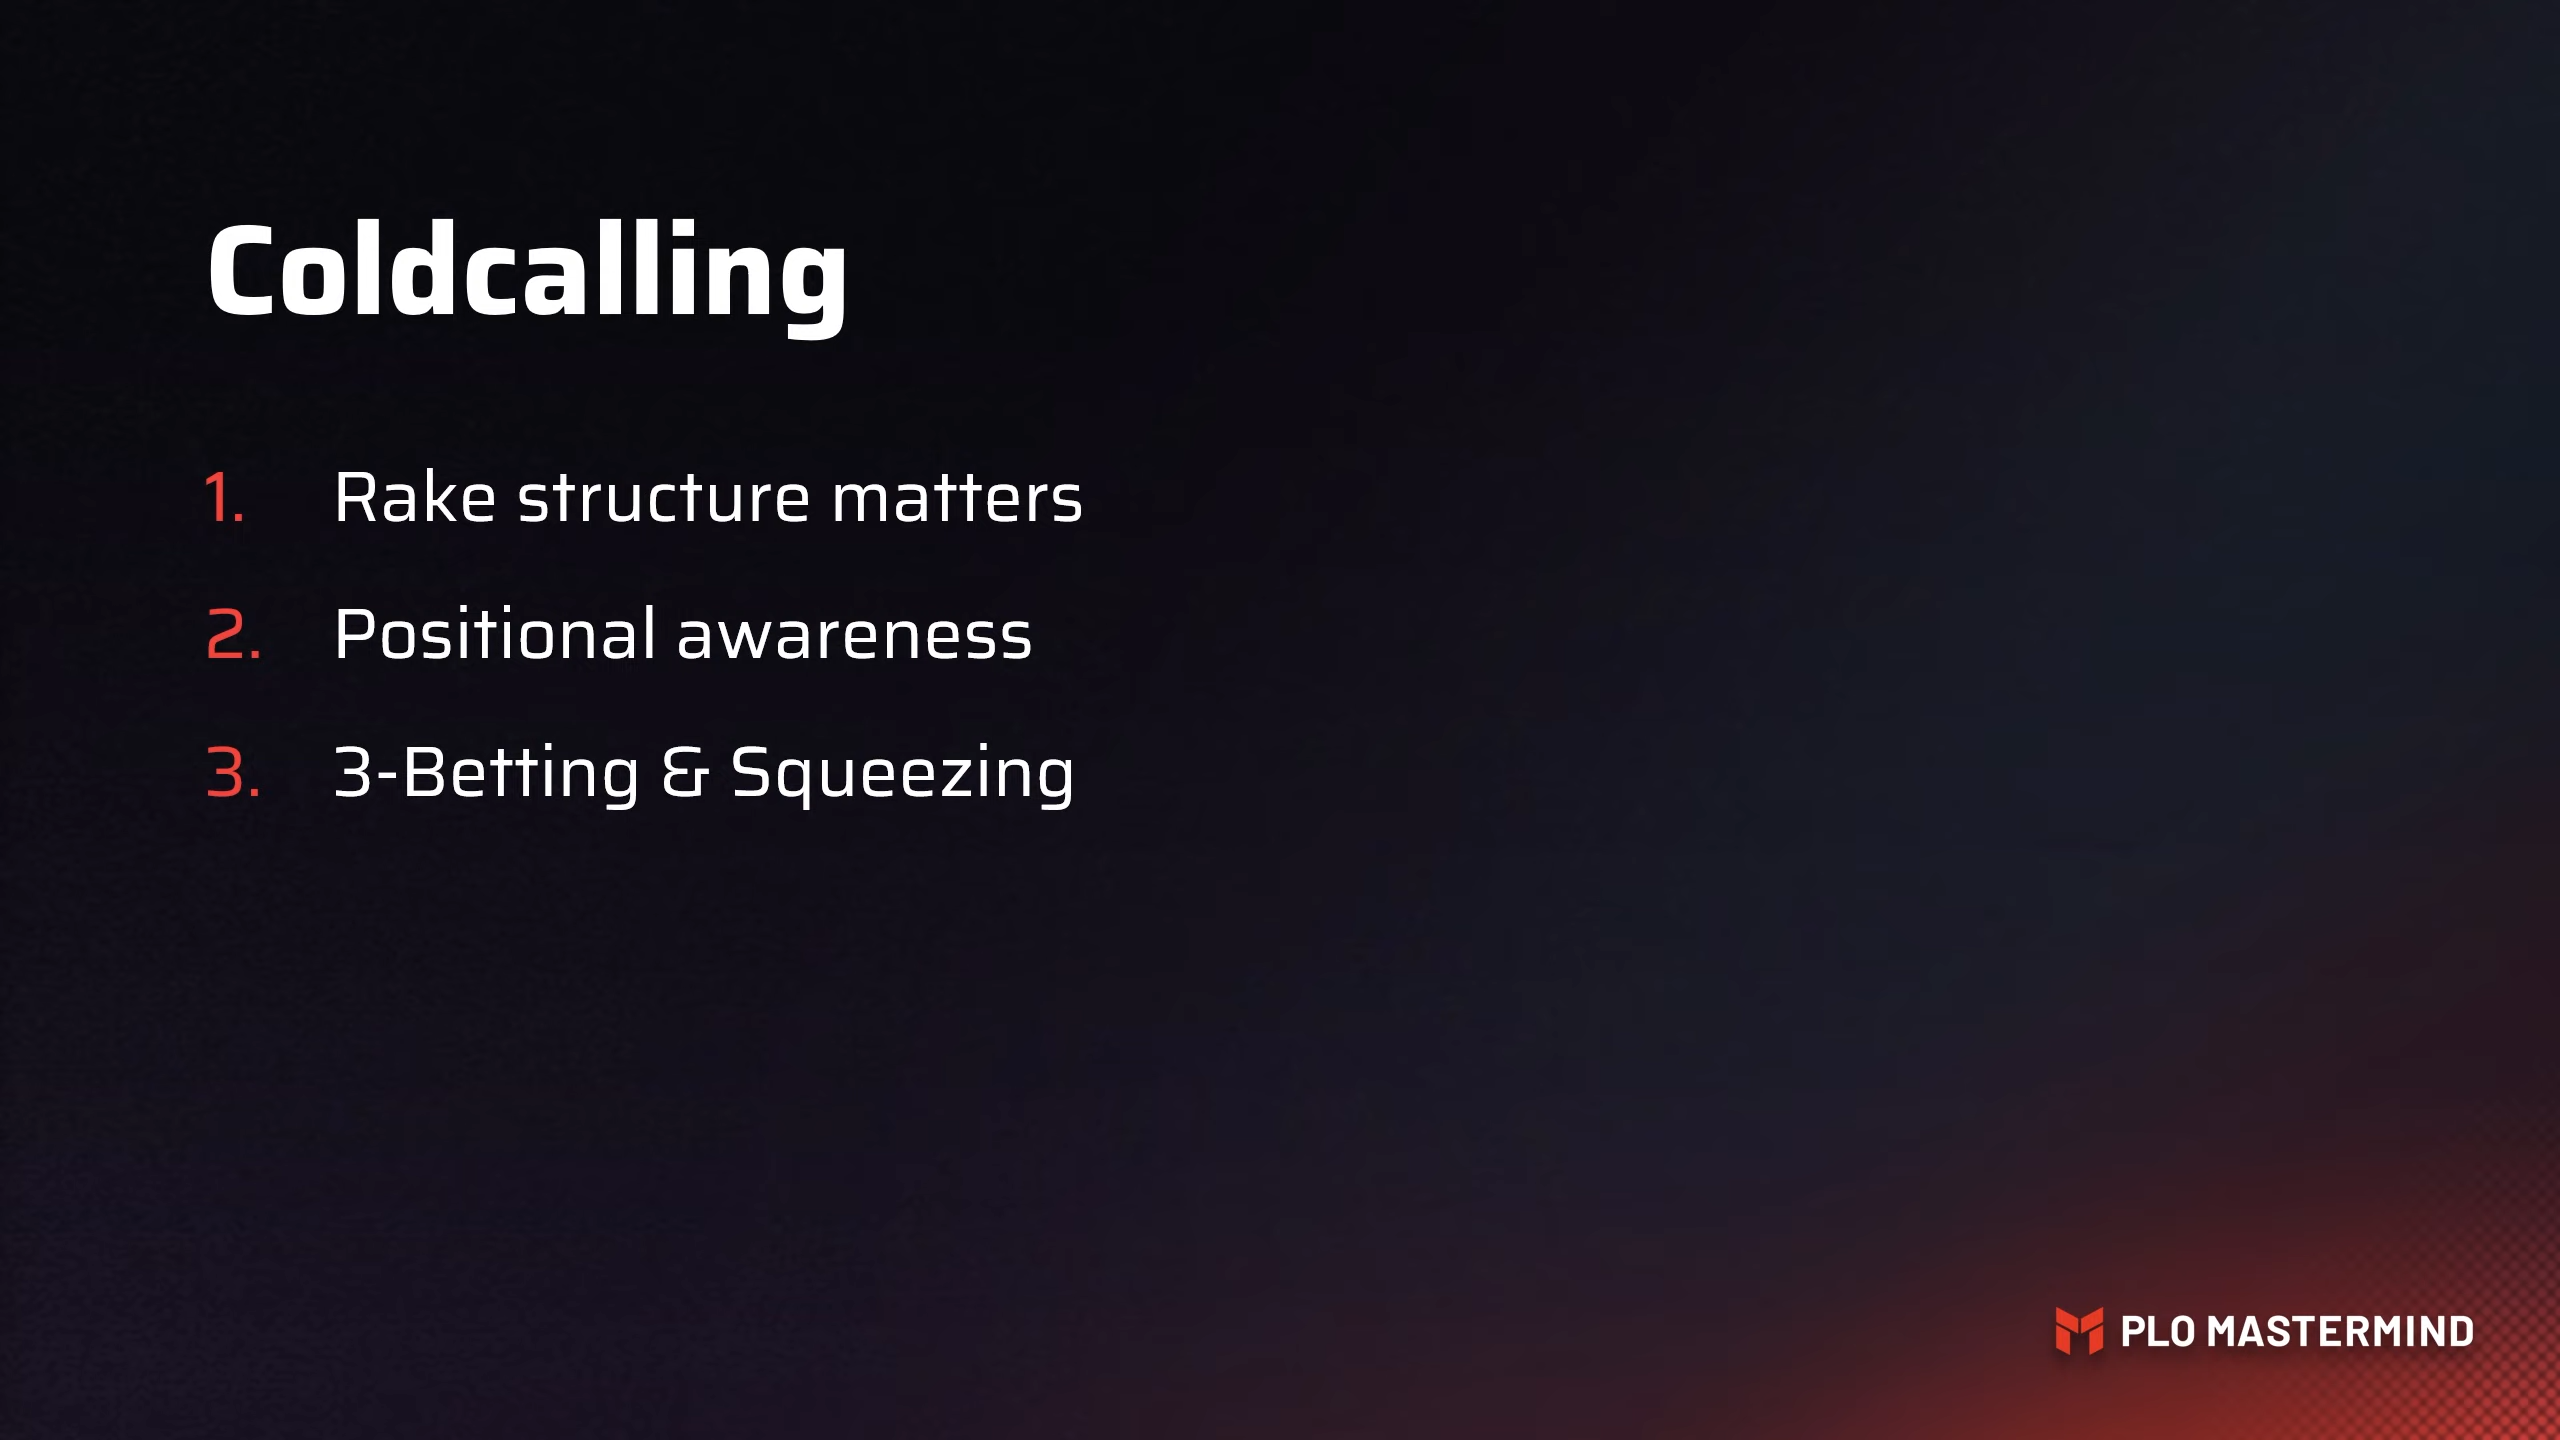 Coldcalling
1. Rake structure matters
2. Positional awareness
3. 3-Betting & Squeezing
PLO MASTERMIND